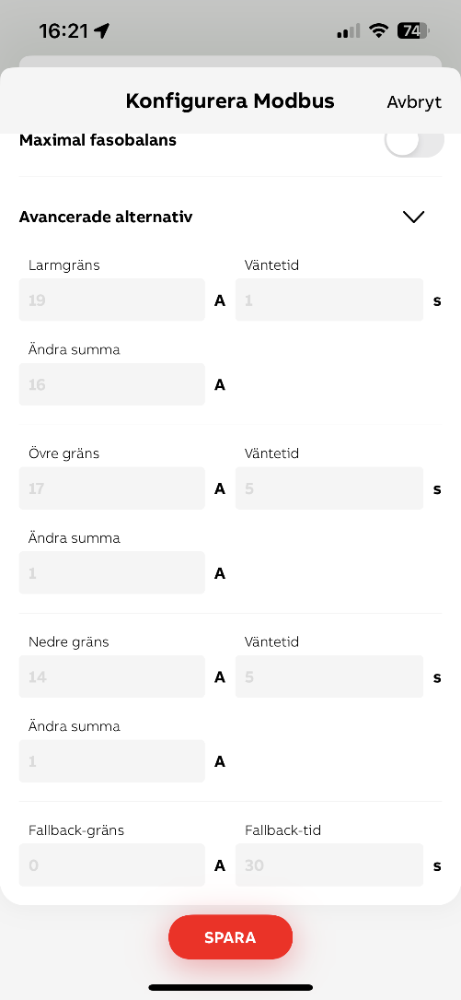 16:21
74
Konfigurera Modbus
Avbryt
Maximal fasobalans
Avancerade alternativ
Larmgräns Väntetid
19 A 1 s
Ändra summa
16 A
Övre gräns Väntetid
17 A 5 s
Ändra summa
1 A
Nedre gräns Väntetid
14 A 5 s
Ändra summa
1 A
Fallback-gräns Fallback-tid
0 A 30 s
SPARA